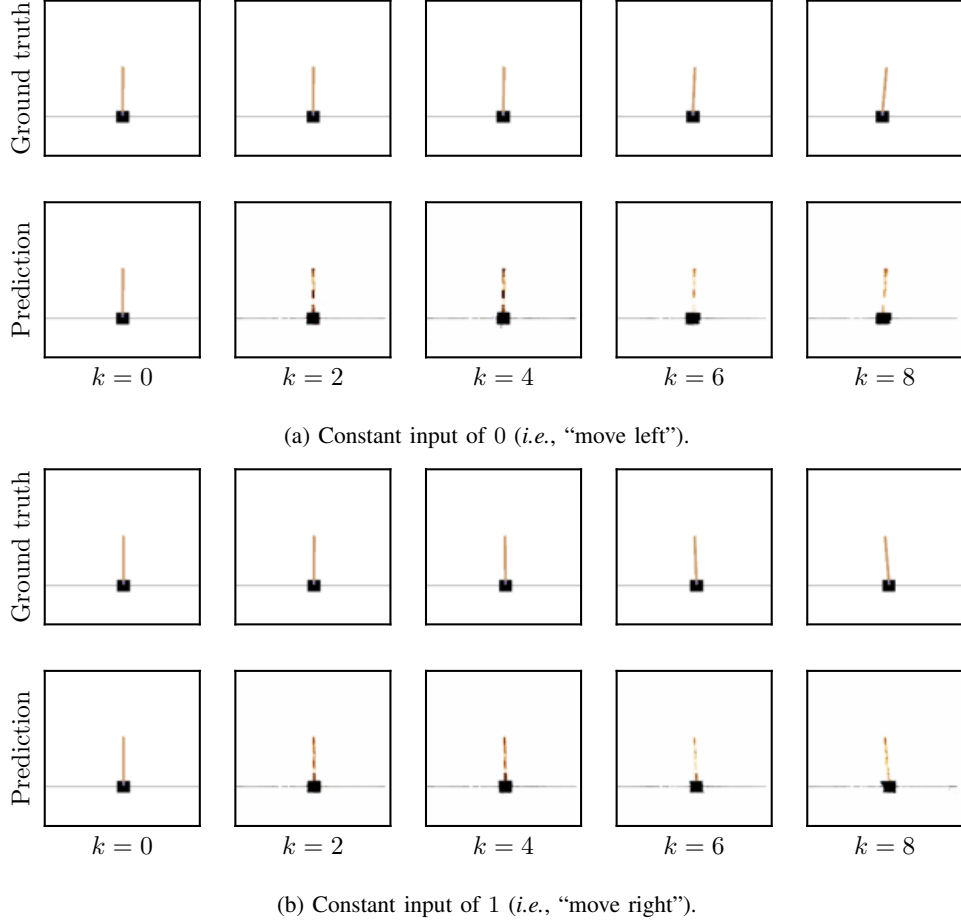 Ground truth
Prediction
k = 0 k = 2 k = 4 k = 6 k = 8
(a) Constant input of 0 (i.e., “move left”).
Ground truth
Prediction
k = 0 k = 2 k = 4 k = 6 k = 8
(b) Constant input of 1 (i.e., “move right”).